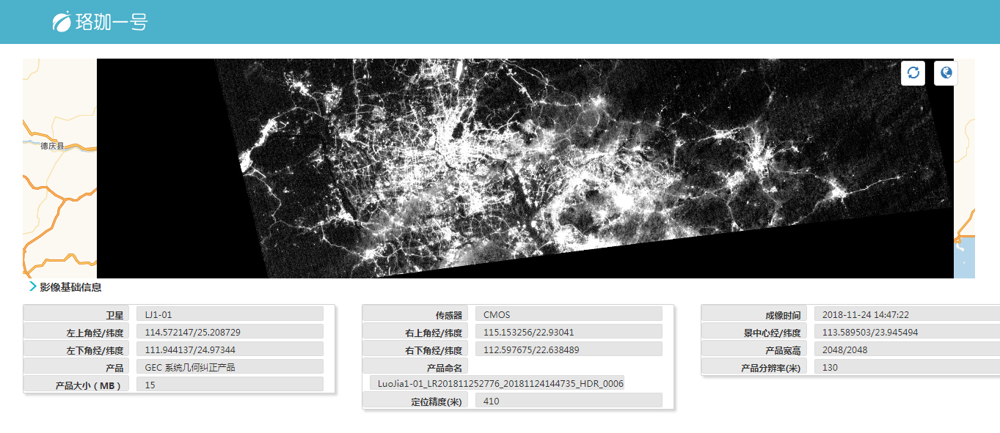 珞珈一号
德庆县
影像基础信息
卫星 LJ1-01
左上角经/纬度 114.572147/25.208729
左下角经/纬度 111.944137/24.97344
产品 GEC 系统几何纠正产品
产品大小（MB） 15
传感器 CMOS
右上角经/纬度 115.153256/22.93041
右下角经/纬度 112.597675/22.638489
产品命名
LuoJia1-01_LR201811252776_20181124144735_HDR_0006
定位精度(米) 410
成像时间 2018-11-24 14:47:22
景中心经/纬度 113.589503/23.945494
产品宽高 2048/2048
产品分辨率(米) 130